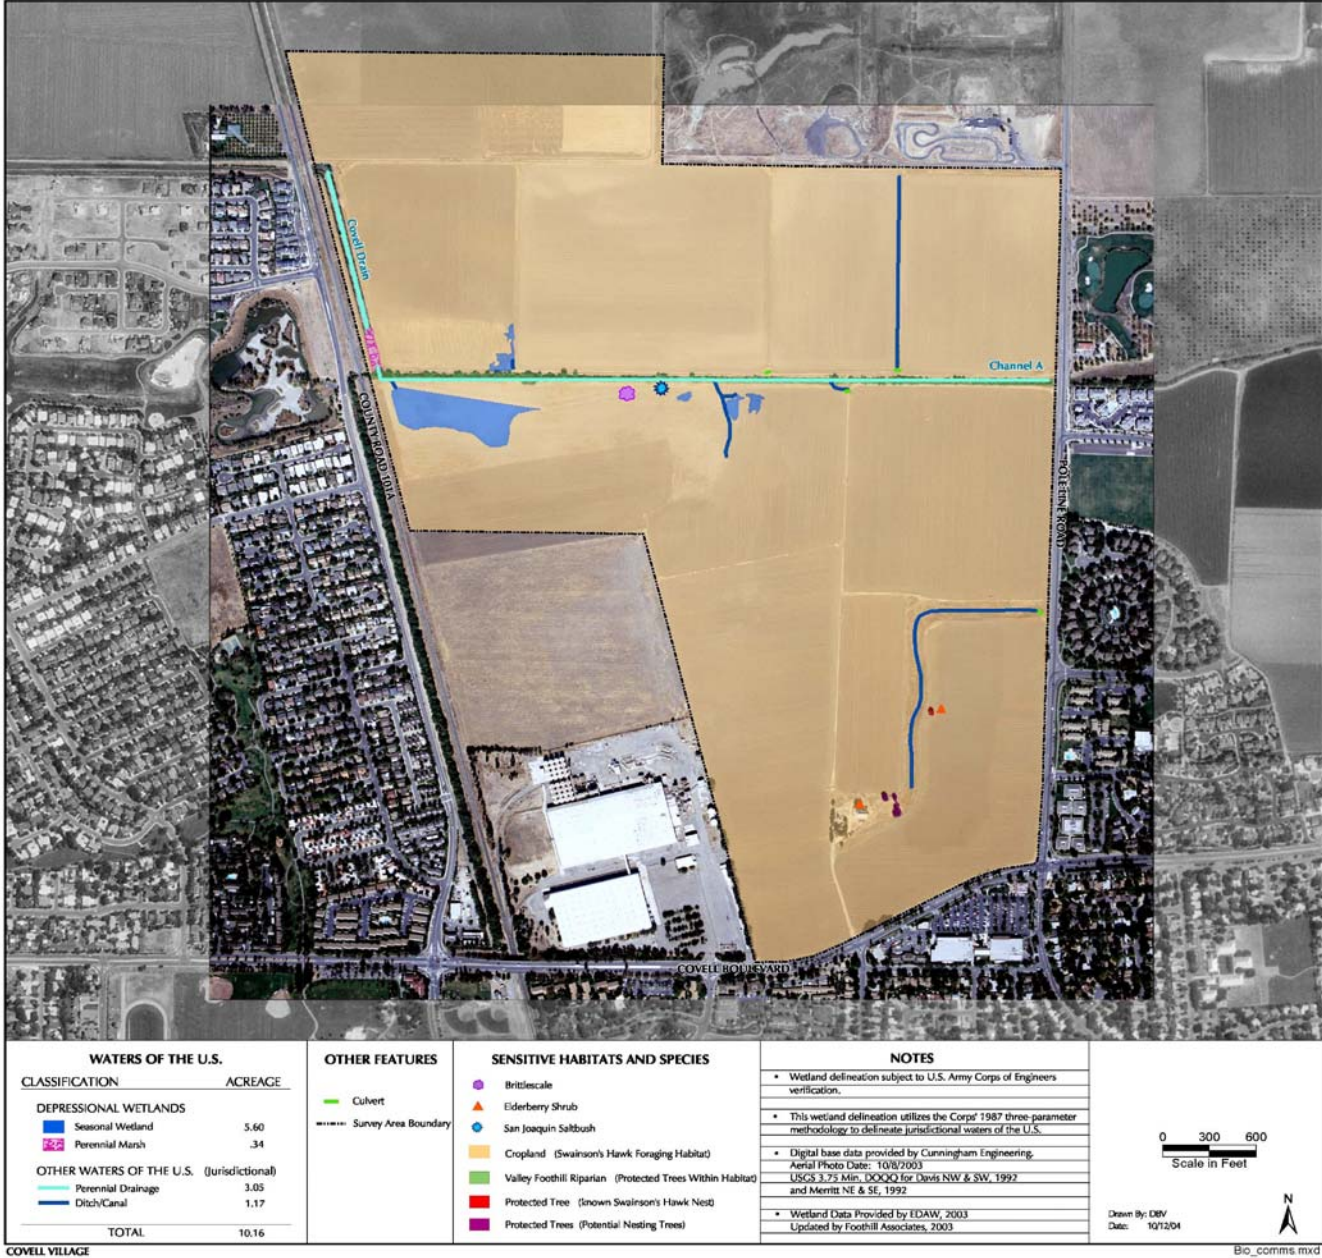 Covell Drain
Channel A
COUNTY ROAD 101A
POLELINE ROAD
COVELL BOULEVARD
WATERS OF THE U.S.
CLASSIFICATION ACREAGE
DEPRESSIONAL WETLANDS
Seasonal Wetland 5.60
Perennial Marsh .34
OTHER WATERS OF THE U.S. (Jurisdictional)
Perennial Drainage 3.05
Ditch/Canal 1.17
TOTAL 10.16
OTHER FEATURES
Culvert
Survey Area Boundary
SENSITIVE HABITATS AND SPECIES
Brittlescale
Elderberry Shrub
San Joaquin Saltbush
Cropland (Swainson's Hawk Foraging Habitat)
Valley Foothill Riparian (Protected Trees Within Habitat)
Protected Tree (known Swainson's Hawk Nest)
Protected Trees (Potential Nesting Trees)
NOTES
• Wetland delineation subject to U.S. Army Corps of Engineers
verification.
• This wetland delineation utilizes the Corps' 1987 three-parameter
methodology to delineate jurisdictional waters of the U.S.
• Digital base data provided by Cunningham Engineering.
Aerial Photo Date: 10/8/2003
USGS 3.75 Min. DOQQ for Davis NW & SW, 1992
and Merritt NE & SE, 1992
• Wetland Data Provided by EDAW, 2003
Updated by Foothill Associates, 2003
0 300 600
Scale in Feet
N
Drawn By: DBV
Date: 10/12/04
COVELL VILLAGE
Bio_comms.mxd